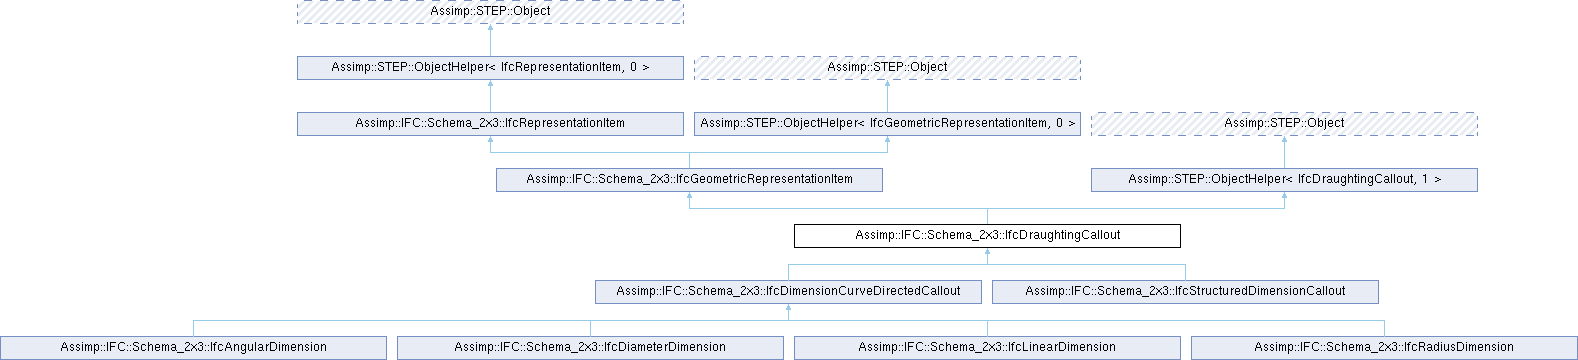 Assimp::STEP::Object
Assimp::STEP::ObjectHelper< IfcRepresentationItem, 0 >
Assimp::STEP::Object
Assimp::IFC::Schema_2x3::IfcRepresentationItem
Assimp::STEP::ObjectHelper< IfcGeometricRepresentationItem, 0 >
Assimp::STEP::Object
Assimp::IFC::Schema_2x3::IfcGeometricRepresentationItem
Assimp::STEP::ObjectHelper< IfcDraughtingCallout, 1 >
Assimp::IFC::Schema_2x3::IfcDraughtingCallout
Assimp::IFC::Schema_2x3::IfcDimensionCurveDirectedCallout
Assimp::IFC::Schema_2x3::IfcStructuredDimensionCallout
Assimp::IFC::Schema_2x3::IfcAngularDimension
Assimp::IFC::Schema_2x3::IfcDiameterDimension
Assimp::IFC::Schema_2x3::IfcLinearDimension
Assimp::IFC::Schema_2x3::IfcRadiusDimension